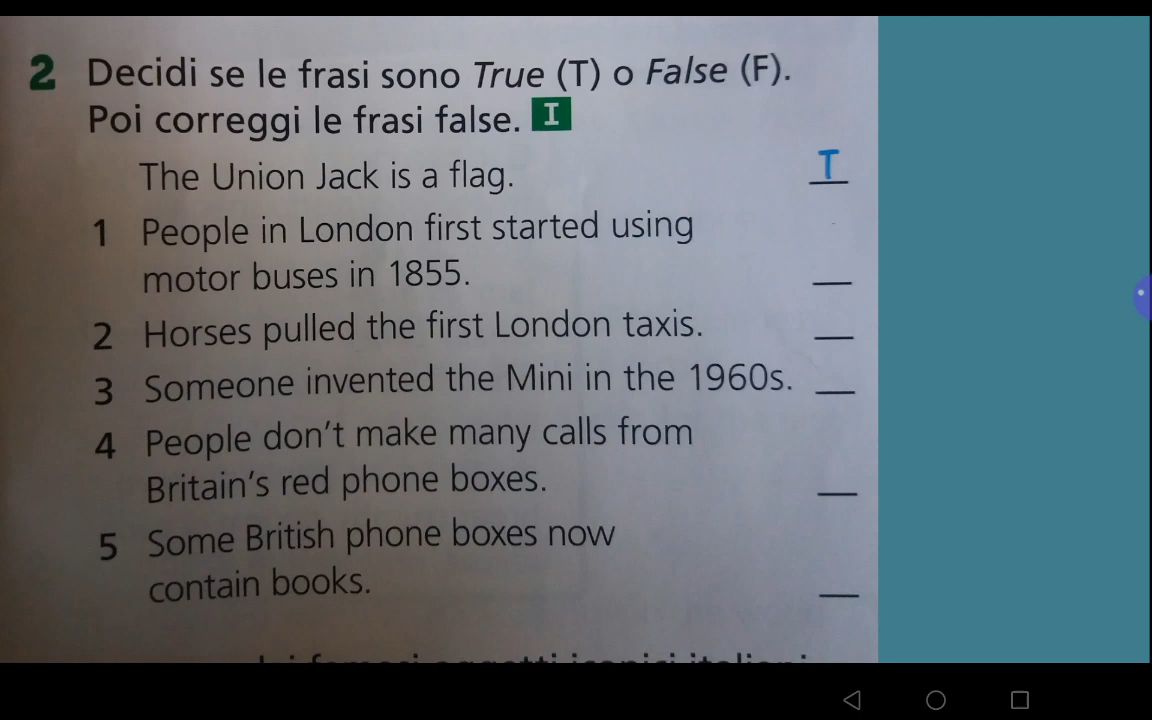 2 Decidi se le frasi sono True (T) o False (F).
Poi correggi le frasi false. I
The Union Jack is a flag. T
1 People in London first started using
motor buses in 1855.
2 Horses pulled the first London taxis.
3 Someone invented the Mini in the 1960s.
4 People don't make many calls from
Britain's red phone boxes.
5 Some British phone boxes now
contain books.